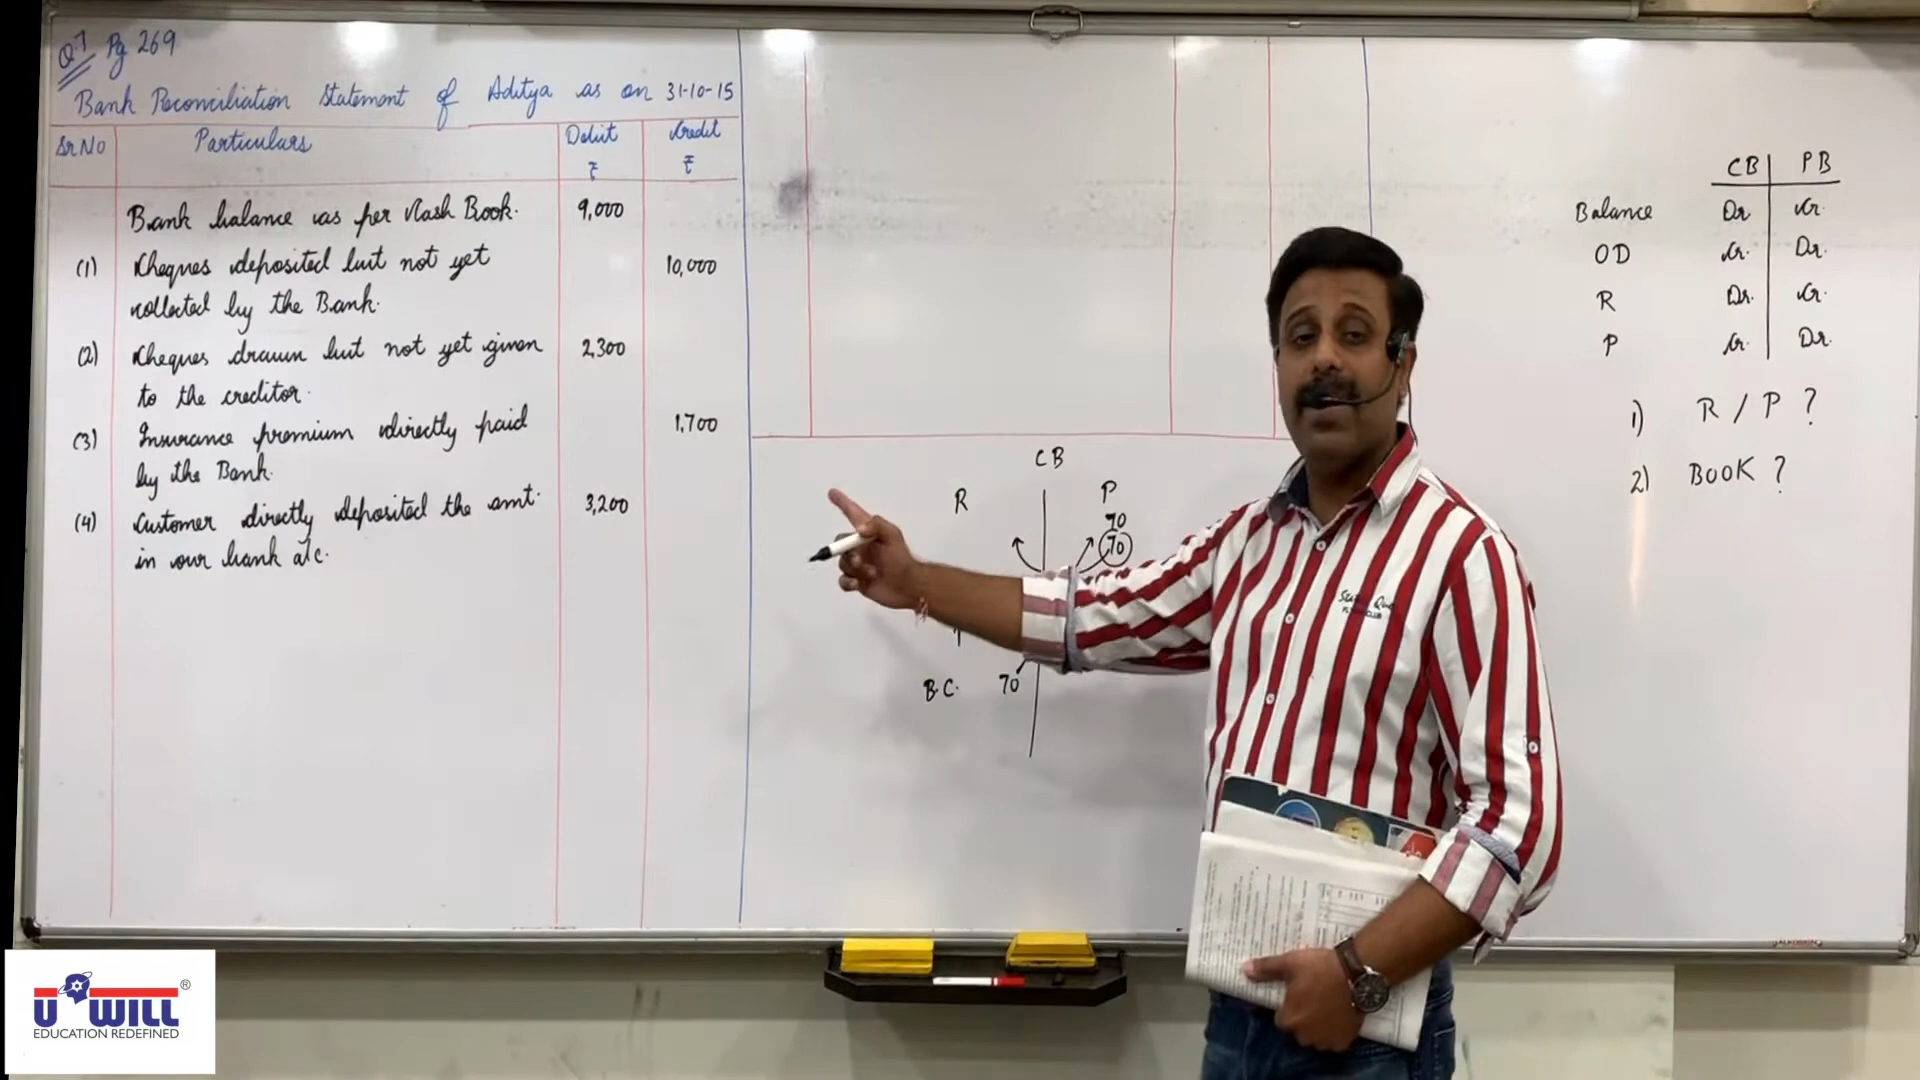 Q.7 Pg 269
Bank Reconciliation Statement of Aditya as on 31-10-15
Sr No Particulars Debit ₹ Credit ₹
Bank balance as per Cash Book. 9,000
(1) Cheques deposited but not yet 10,000
collected by the Bank.
(2) Cheques drawn but not yet given 2,300
to the creditor.
(3) Insurance premium directly paid 1,700
by the Bank.
(4) Customer directly deposited the amt. 3,200
in our bank a/c.
CB
R P
70
70
B.C. 70
CB PB
Balance Dr Cr.
OD Cr. Dr.
R Dr. Cr.
P Cr. Dr.
1) R / P ?
2) BOOK ?
U WILL ®
EDUCATION REDEFINED